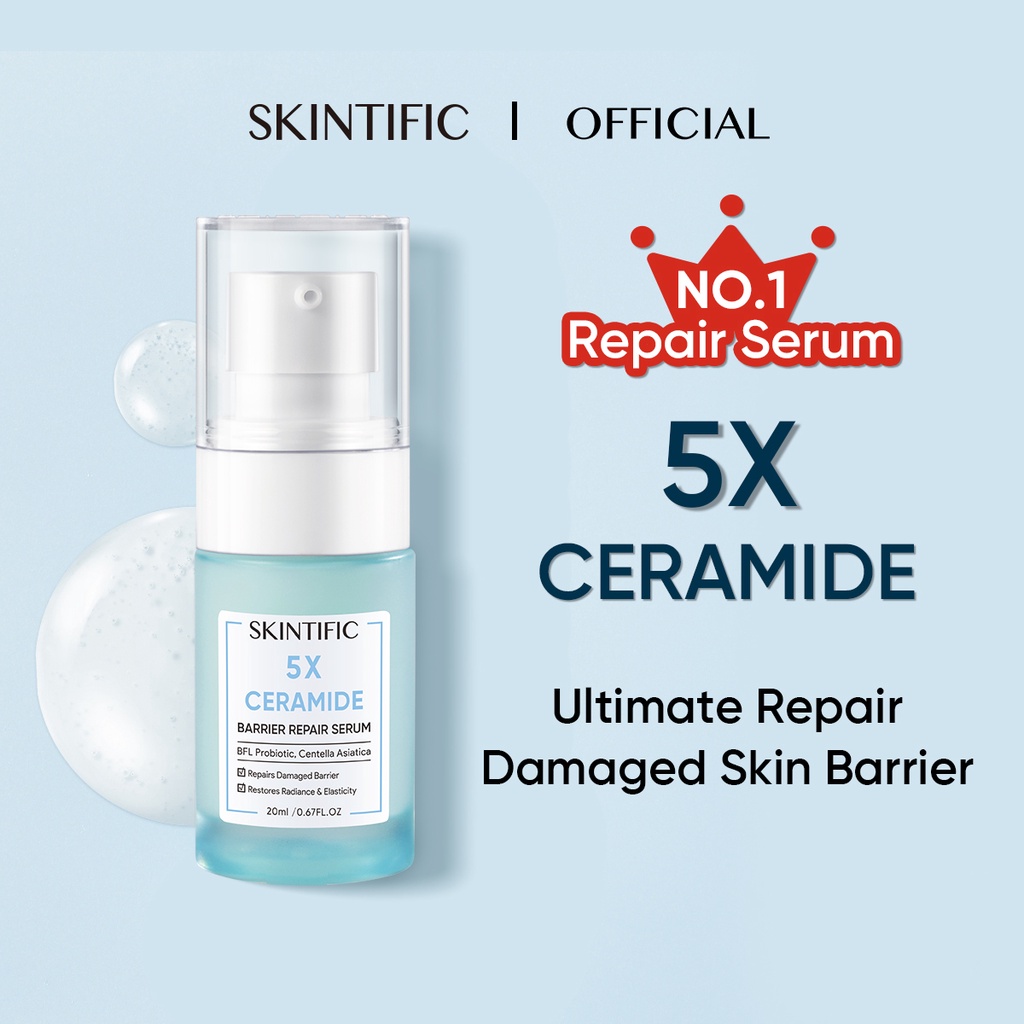 SKINTIFIC | OFFICIAL
NO.1
Repair Serum
5X
CERAMIDE
Ultimate Repair
Damaged Skin Barrier
SKINTIFIC
5X
CERAMIDE
BARRIER REPAIR SERUM
BFL Probiotic, Centella Asiatica
☑ Repairs Damaged Barrier
☑ Restores Radiance & Elasticity
20ml /0.67FL.OZ